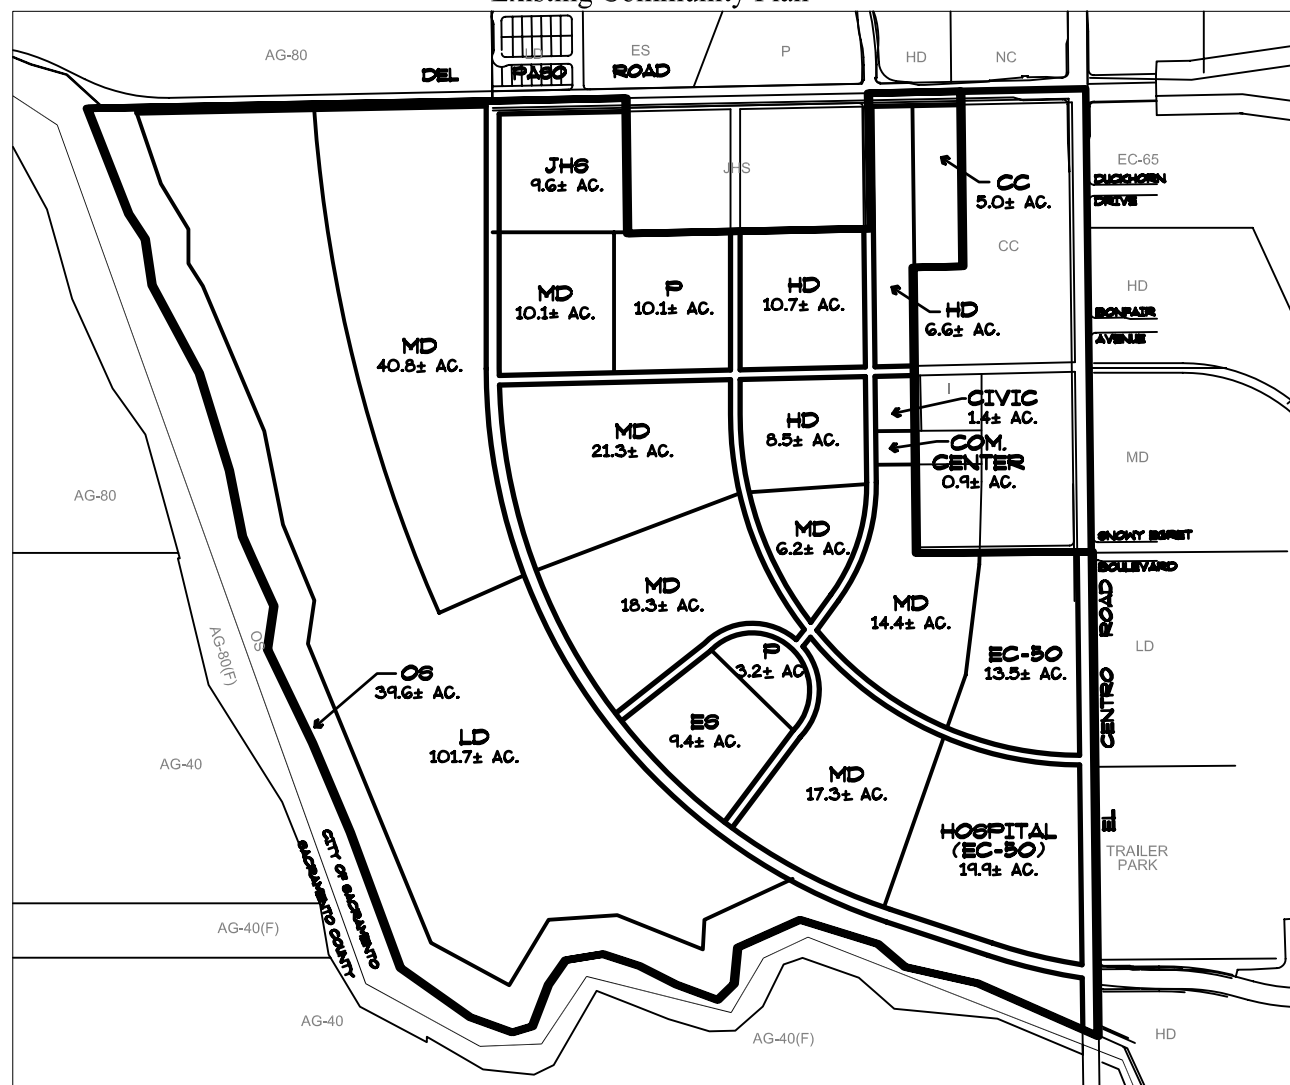 Existing Community Plan
AG-80
LD
ES
P
HD
NC
DEL PASO ROAD
JHS
9.6± AC.
JHS
CC
5.0± AC.
EC-65
DUCKHORN
DRIVE
CC
MD
10.1± AC.
P
10.1± AC.
HD
10.7± AC.
HD
6.6± AC.
HD
BONFAIR
AVENUE
MD
40.8± AC.
I
CIVIC
1.4± AC.
MD
21.3± AC.
HD
8.5± AC.
COM.
CENTER
0.9± AC.
MD
AG-80
MD
6.2± AC.
SNOWY EGRET
BOULEVARD
MD
18.3± AC.
MD
14.4± AC.
AG-80(F)
OS
P
3.2± AC
EC-50
13.5± AC.
LD
OS
39.6± AC.
EL CENTRO ROAD
ES
9.4± AC.
LD
101.7± AC.
AG-40
MD
17.3± AC.
HOSPITAL
(EC-50)
19.9± AC.
TRAILER
PARK
CITY OF SACRAMENTO
SACRAMENTO COUNTY
AG-40(F)
AG-40
AG-40(F)
HD